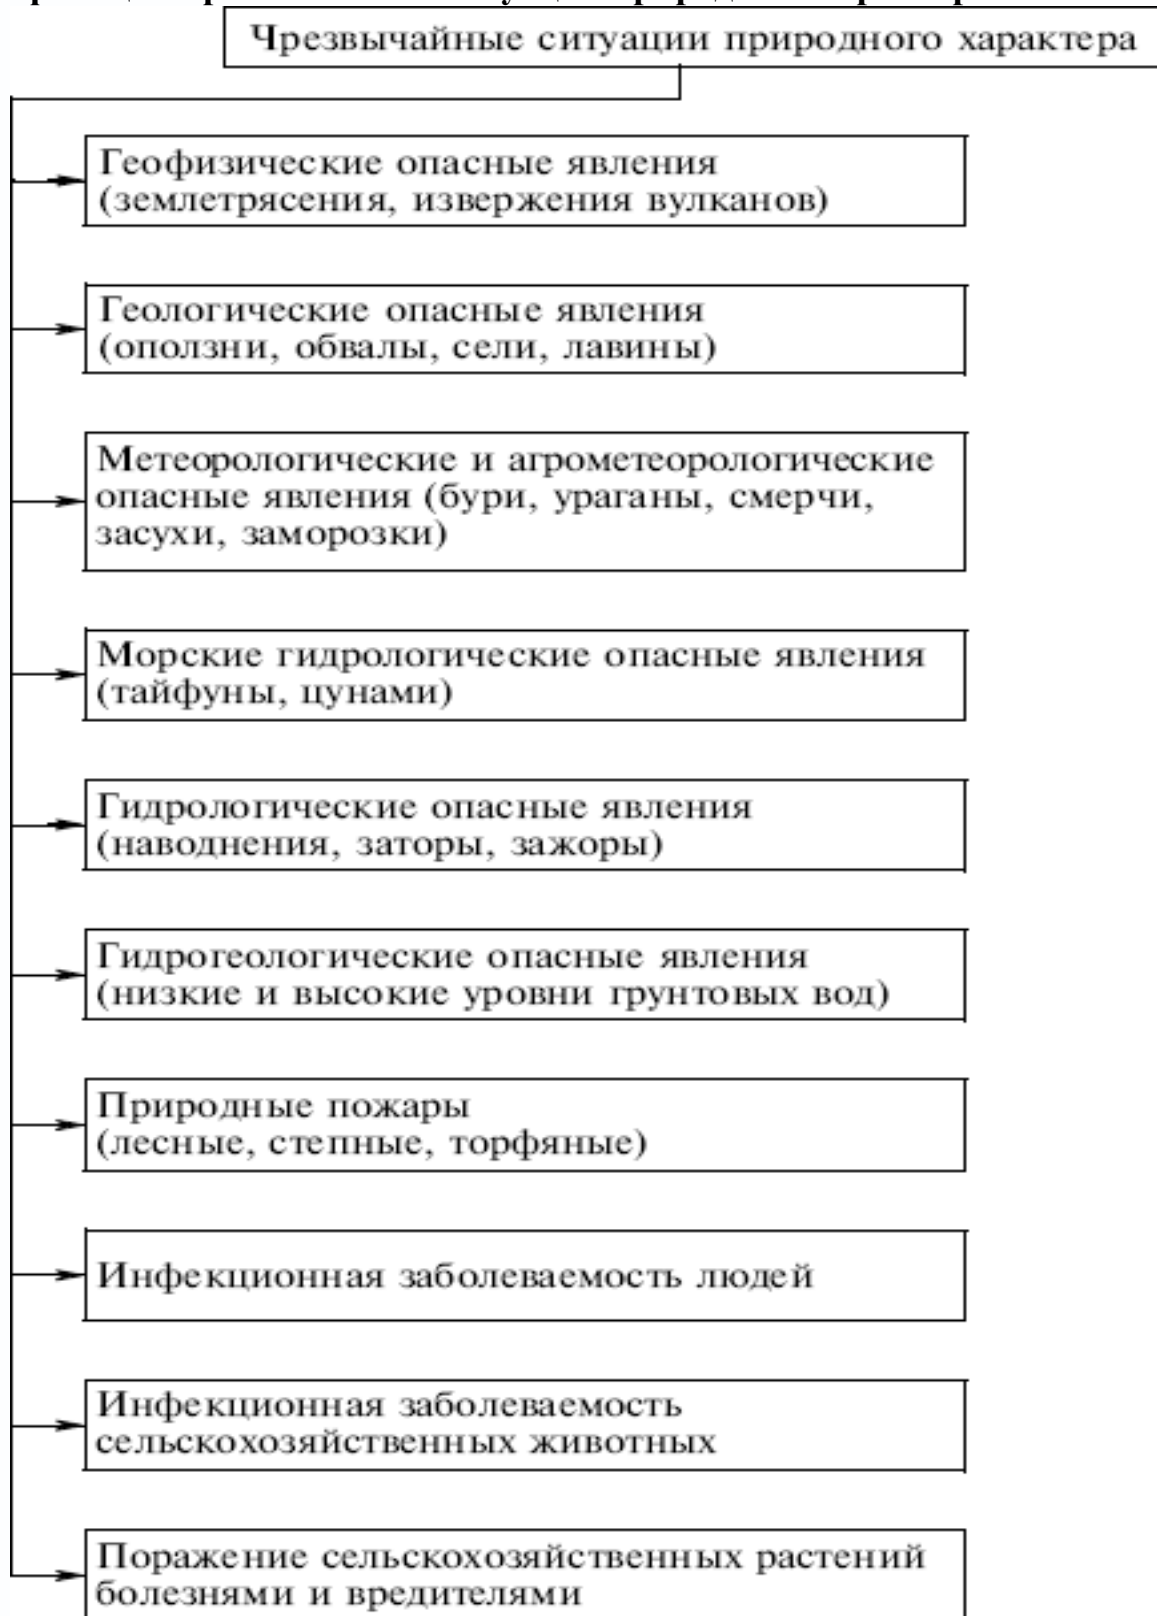 Чрезвычайные ситуации природного характера
Геофизические опасные явления
(землетрясения, извержения вулканов)
Геологические опасные явления
(оползни, обвалы, сели, лавины)
Метеорологические и агрометеорологические
опасные явления (бури, ураганы, смерчи,
засухи, заморозки)
Морские гидрологические опасные явления
(тайфуны, цунами)
Гидрологические опасные явления
(наводнения, заторы, зажоры)
Гидрогеологические опасные явления
(низкие и высокие уровни грунтовых вод)
Природные пожары
(лесные, степные, торфяные)
Инфекционная заболеваемость людей
Инфекционная заболеваемость
сельскохозяйственных животных
Поражение сельскохозяйственных растений
болезнями и вредителями